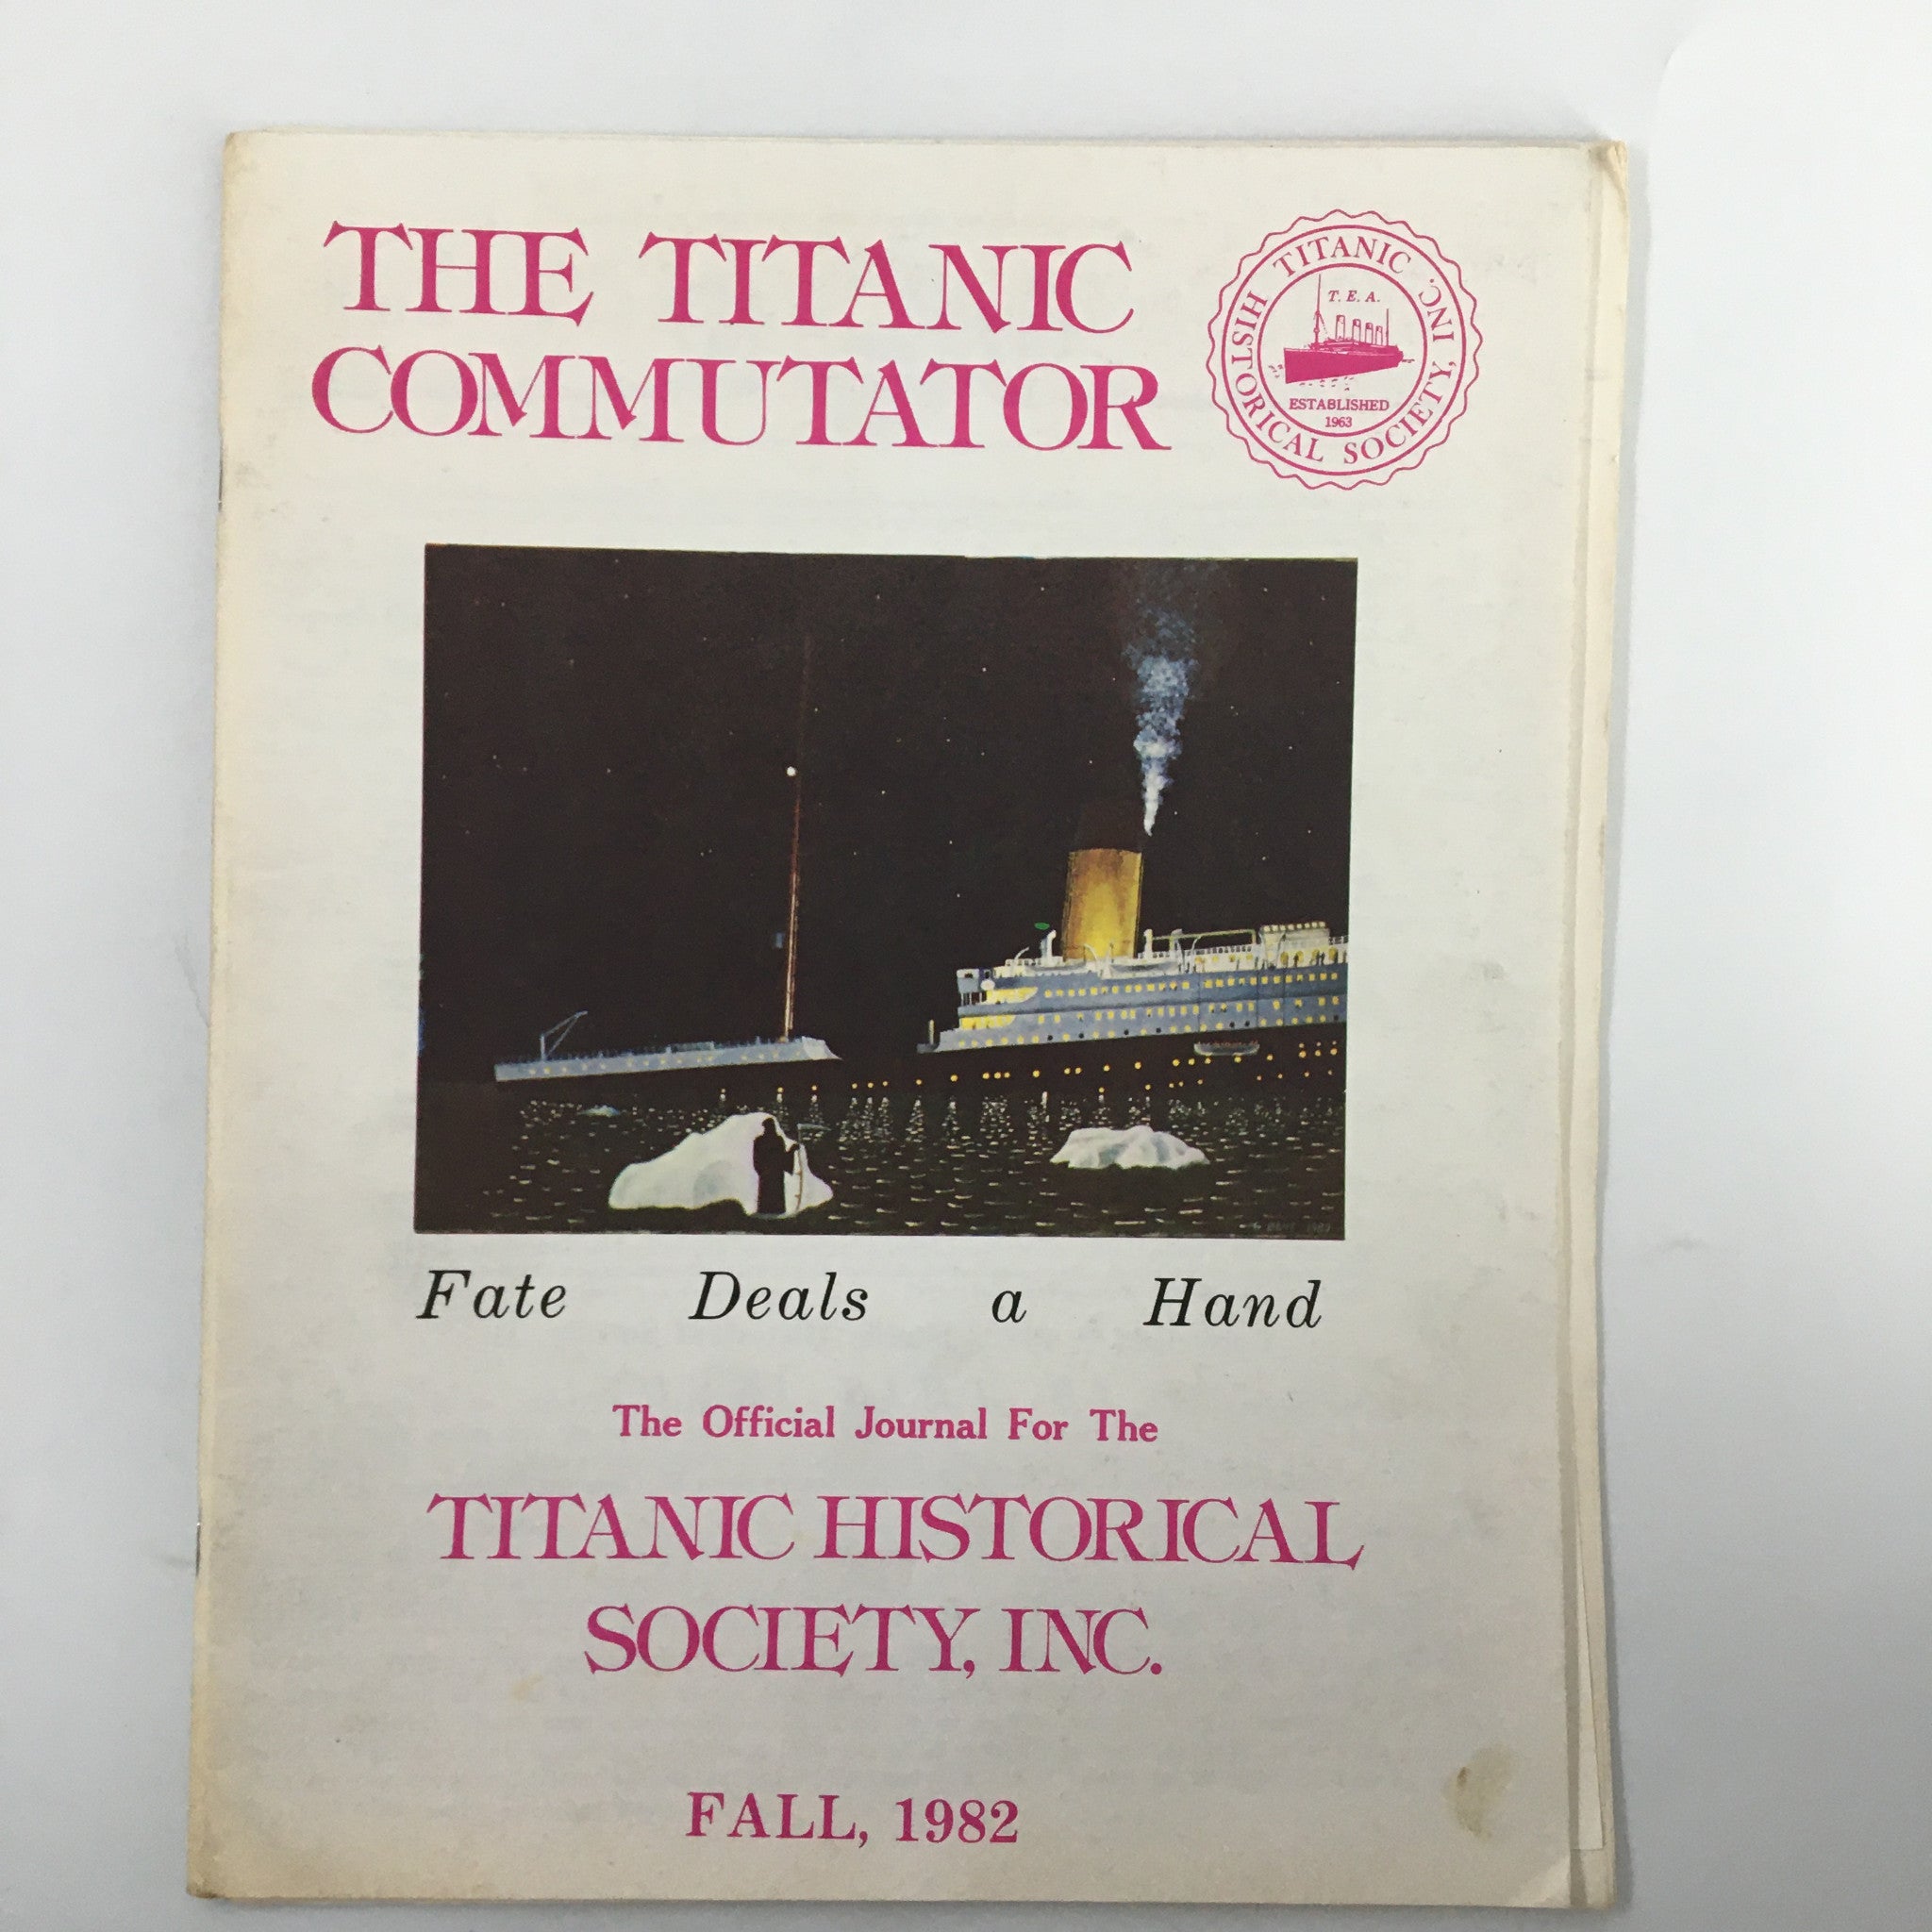 THE TITANIC
COMMUTATOR
TITANIC HISTORICAL SOCIETY, INC.
T. E. A.
ESTABLISHED
1963
Fate Deals a Hand
The Official Journal For The
TITANIC HISTORICAL
SOCIETY, INC.
FALL, 1982